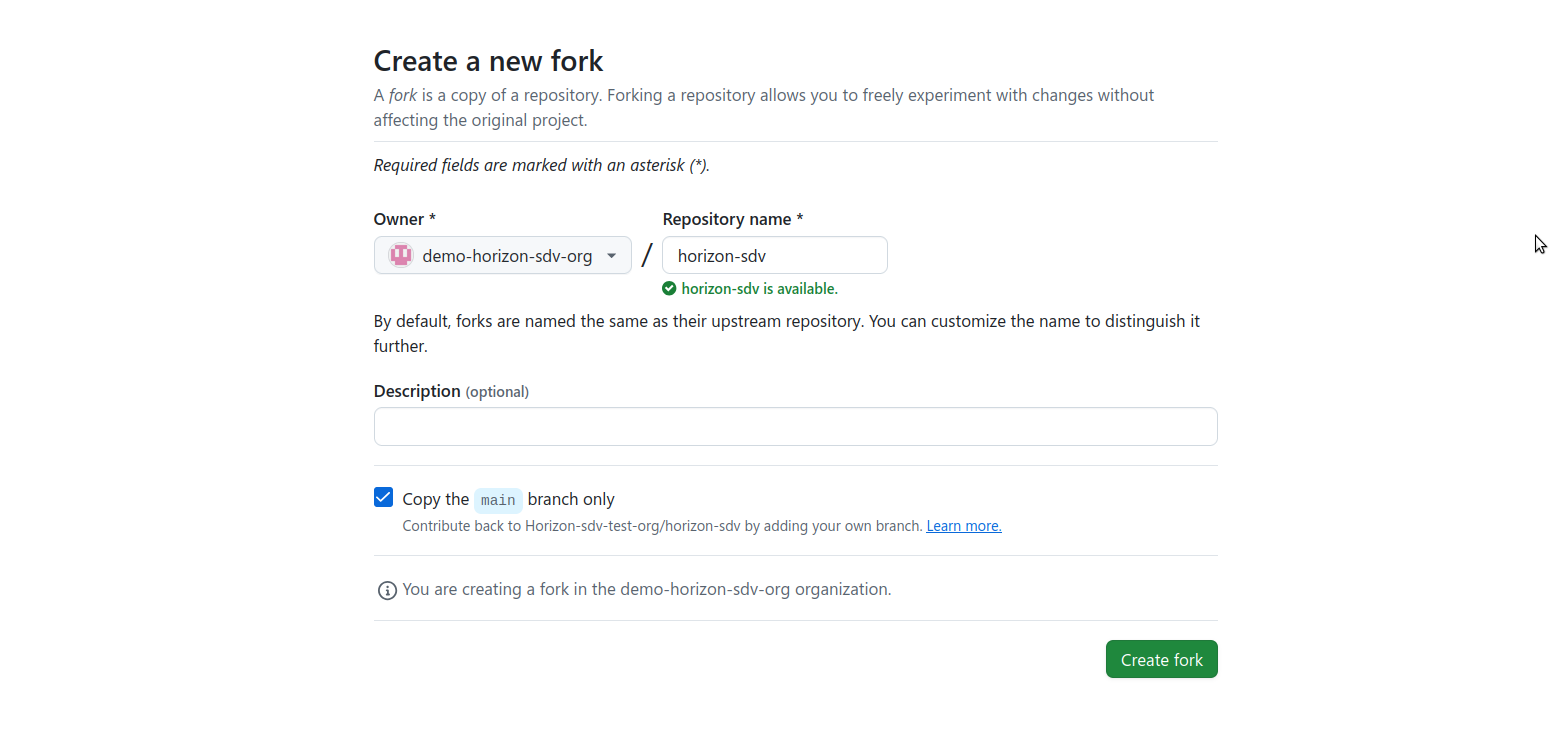 Create a new fork
A fork is a copy of a repository. Forking a repository allows you to freely experiment with changes without
affecting the original project.
Required fields are marked with an asterisk (*).
Owner *
Repository name *
demo-horizon-sdv-org / horizon-sdv
horizon-sdv is available.
By default, forks are named the same as their upstream repository. You can customize the name to distinguish it
further.
Description (optional)
Copy the main branch only
Contribute back to Horizon-sdv-test-org/horizon-sdv by adding your own branch. Learn more.
You are creating a fork in the demo-horizon-sdv-org organization.
Create fork